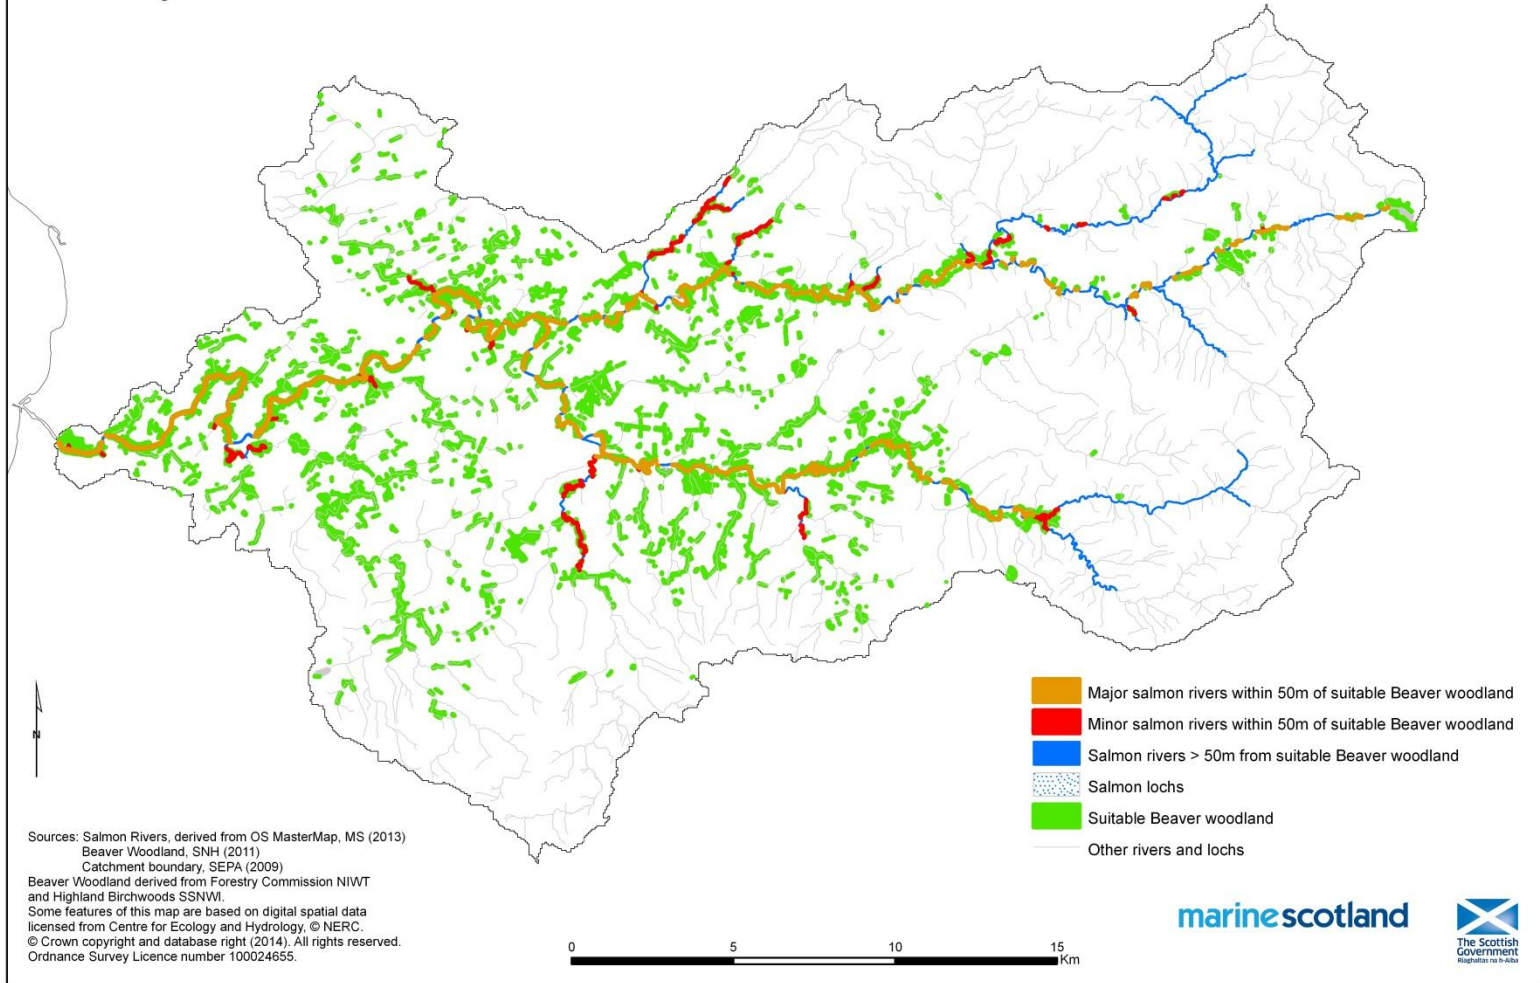 N
Major salmon rivers within 50m of suitable Beaver woodland
Minor salmon rivers within 50m of suitable Beaver woodland
Salmon rivers > 50m from suitable Beaver woodland
Salmon lochs
Suitable Beaver woodland
Other rivers and lochs
Sources: Salmon Rivers, derived from OS MasterMap, MS (2013)
Beaver Woodland, SNH (2011)
Catchment boundary, SEPA (2009)
Beaver Woodland derived from Forestry Commission NIWT
and Highland Birchwoods SSNWI.
Some features of this map are based on digital spatial data
licensed from Centre for Ecology and Hydrology, © NERC.
© Crown copyright and database right (2014). All rights reserved.
Ordnance Survey Licence number 100024655.
0 5 10 15
Km
marinescotland
The Scottish
Government
Riaghaltas na h-Alba